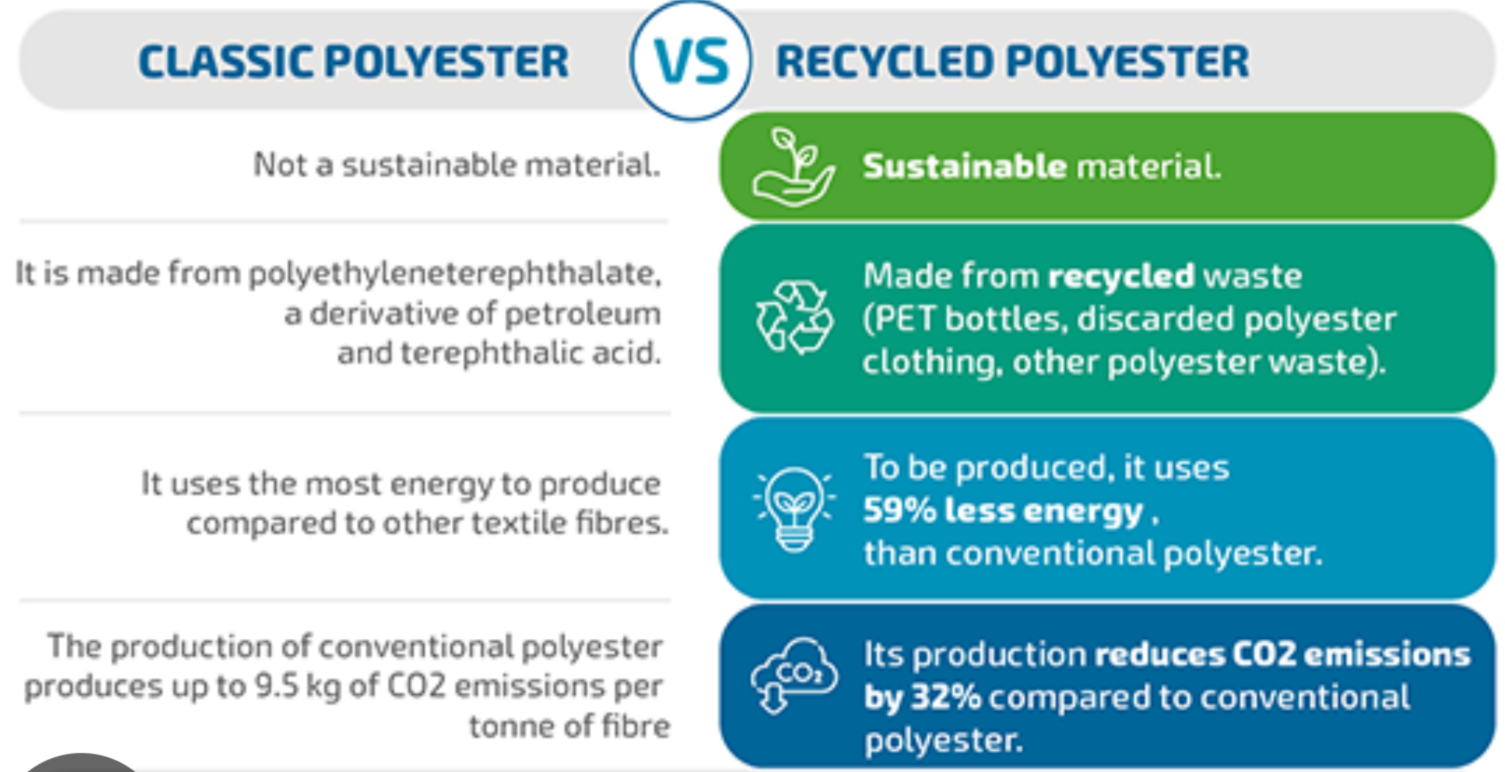 CLASSIC POLYESTER VS RECYCLED POLYESTER
Not a sustainable material.
Sustainable material.
It is made from polyethyleneterephthalate,
a derivative of petroleum
and terephthalic acid.
Made from recycled waste
(PET bottles, discarded polyester
clothing, other polyester waste).
It uses the most energy to produce
compared to other textile fibres.
To be produced, it uses
59% less energy ,
than conventional polyester.
The production of conventional polyester
produces up to 9.5 kg of CO2 emissions per
tonne of fibre
CO₂
Its production reduces CO2 emissions
by 32% compared to conventional
polyester.